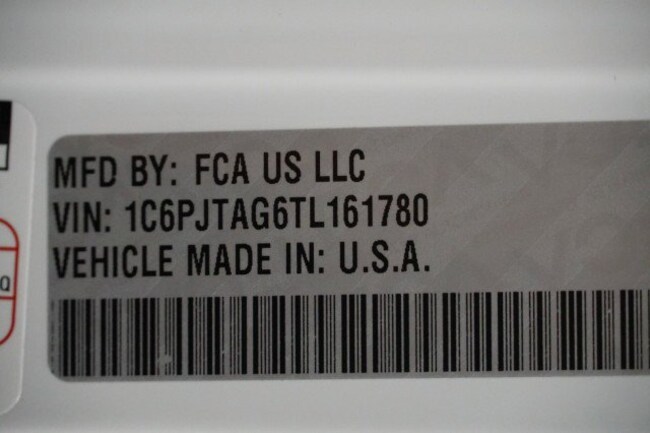 MFD BY: FCA US LLC
VIN: 1C6PJTAG6TL161780
VEHICLE MADE IN: U.S.A.
Q